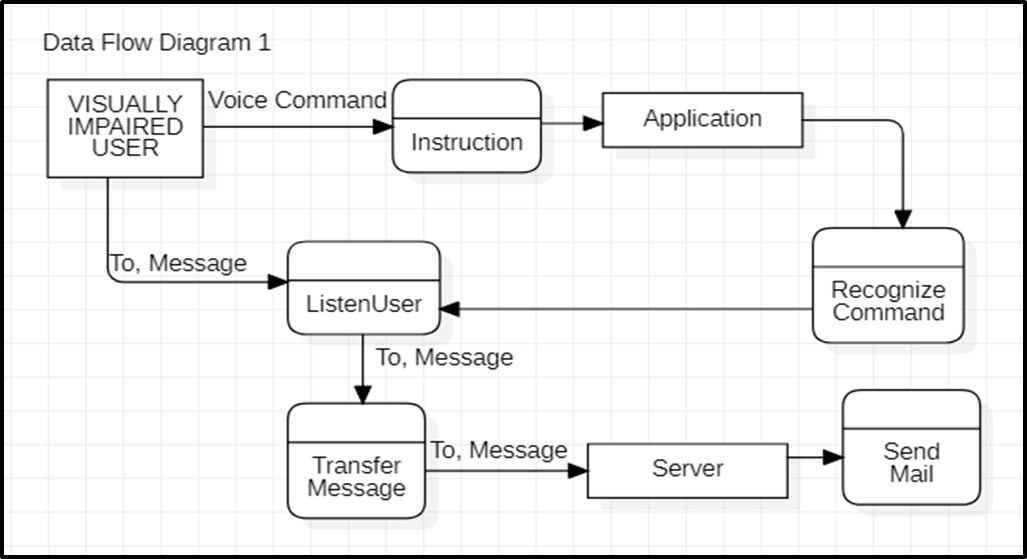 Data Flow Diagram 1
VISUALLY
IMPAIRED
USER
Voice Command
Instruction
Application
To, Message
ListenUser
Recognize
Command
To, Message
Transfer
Message
To, Message
Server
Send
Mail